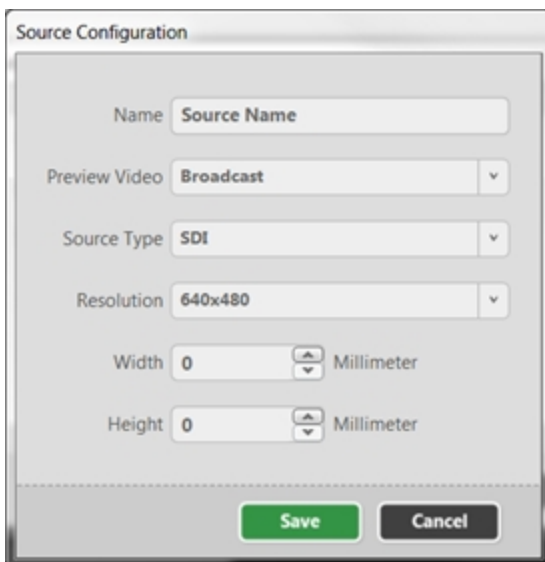 Source Configuration
Name Source Name
Preview Video Broadcast
Source Type SDI
Resolution 640x480
Width 0 Millimeter
Height 0 Millimeter
Save Cancel